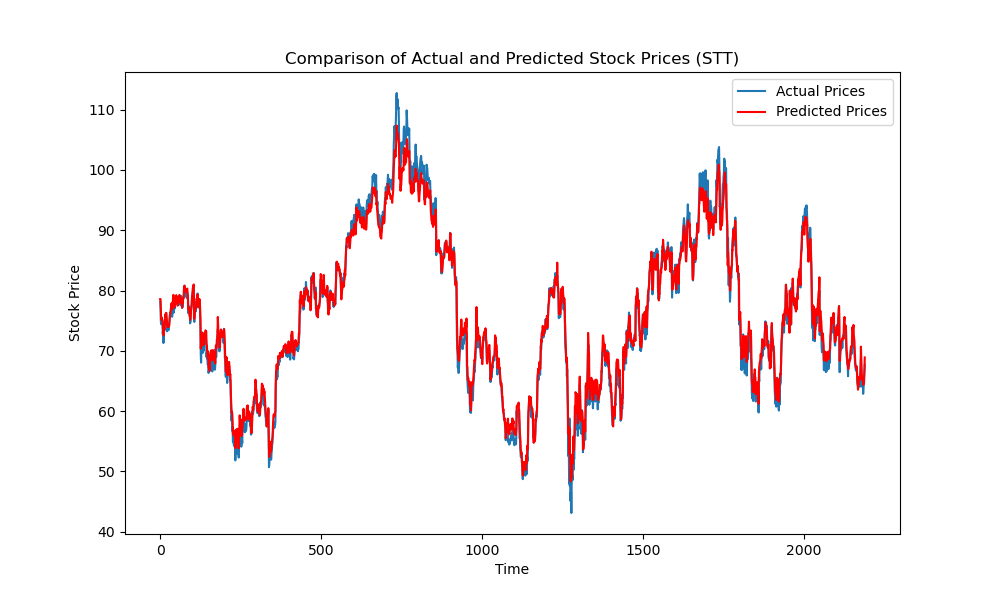 Comparison of Actual and Predicted Stock Prices (STT)
Actual Prices
Predicted Prices
Stock Price
110
100
90
80
70
60
50
40
0 500 1000 1500 2000
Time